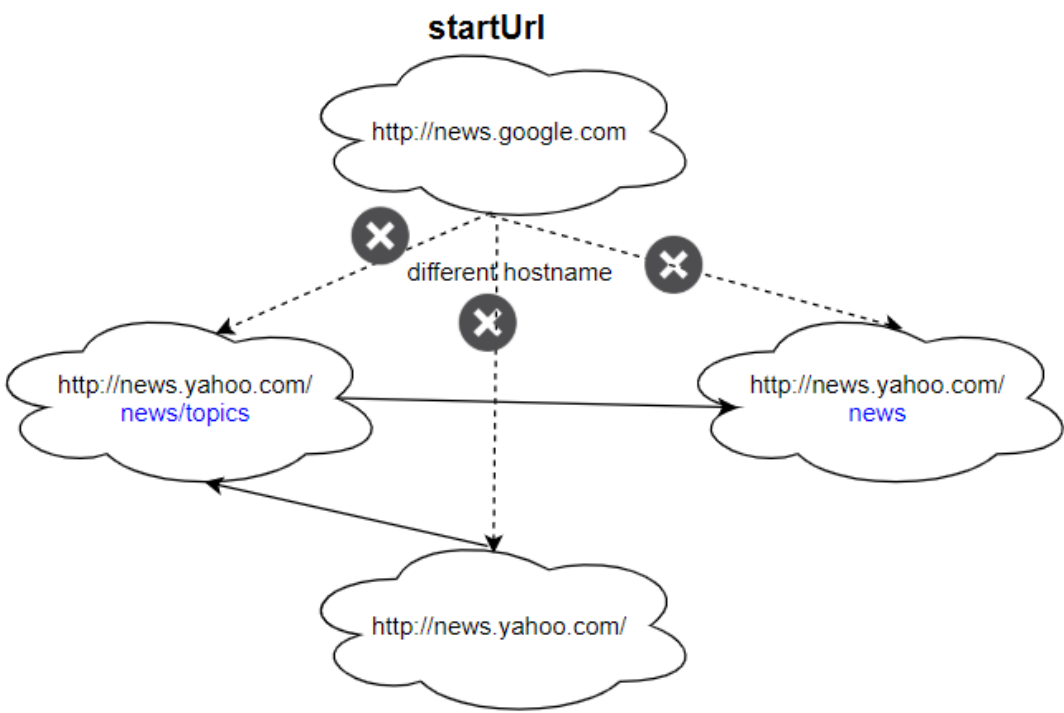 startUrl
http://news.google.com
different hostname
http://news.yahoo.com/
news/topics
http://news.yahoo.com/
news
http://news.yahoo.com/